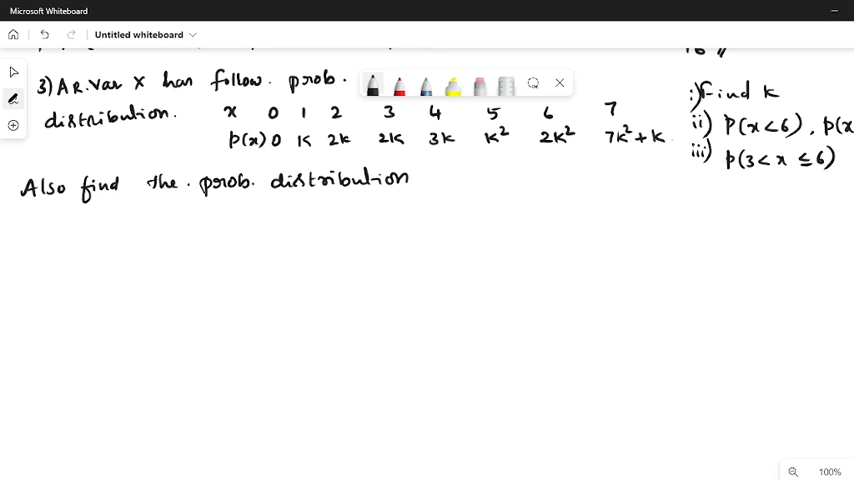 Microsoft Whiteboard
Untitled whiteboard
3) A R.Var X has follow. prob.
distribution.
x 0 1 2 3 4 5 6 7
p(x) 0 k 2k 2k 3k k² 2k² 7k²+k
i) Find k
ii) P(x<6), P(x
iii) P(3<x≤6)
Also find the prob. distribution
100%